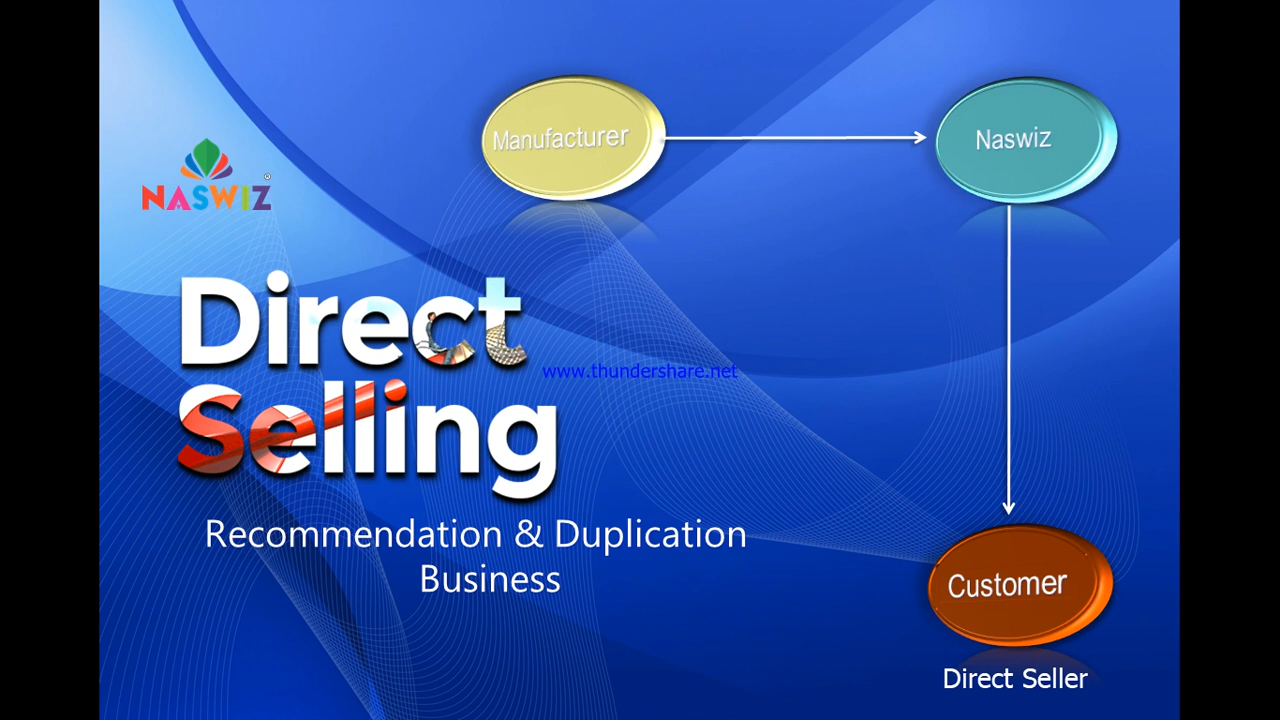 Manufacturer
Naswiz
NASWIZ®
Direct
Selling
www.thundershare.net
Recommendation & Duplication
Business
Customer
Direct Seller